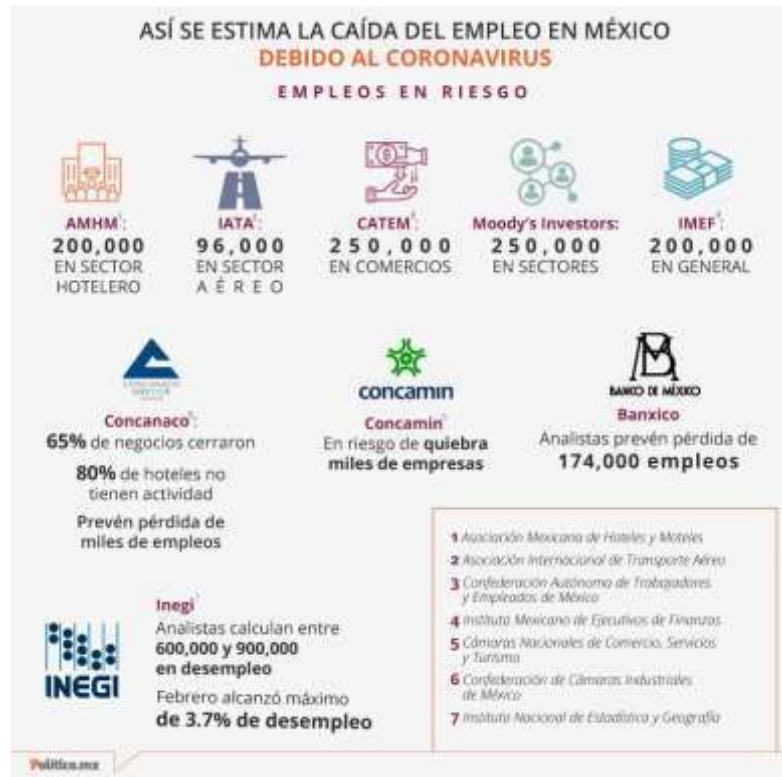 ASÍ SE ESTIMA LA CAÍDA DEL EMPLEO EN MÉXICO
DEBIDO AL CORONAVIRUS
EMPLEOS EN RIESGO
AMHM¹:
200,000
EN SECTOR
HOTELERO
IATA²:
96,000
EN SECTOR
AÉREO
CATEM³:
250,000
EN COMERCIOS
Moody's Investors:
250,000
EN SECTORES
IMEF⁴:
200,000
EN GENERAL
Concanaco⁵:
65% de negocios cerraron
80% de hoteles no
tienen actividad
Prevén pérdida de
miles de empleos
concamin
Concamin⁶
En riesgo de quiebra
miles de empresas
BANCO DE MÉXICO
Banxico
Analistas prevén pérdida de
174,000 empleos
INEGI
Inegi⁷
Analistas calculan entre
600,000 y 900,000
en desempleo
Febrero alcanzó máximo
de 3.7% de desempleo
1 Asociación Mexicana de Hoteles y Moteles
2 Asociación Internacional de Transporte Aéreo
3 Confederación Autónoma de Trabajadores
y Empleados de México
4 Instituto Mexicano de Ejecutivos de Finanzas
5 Cámaras Nacionales de Comercio, Servicios
y Turismo
6 Confederación de Cámaras Industriales
de México
7 Instituto Nacional de Estadística y Geografía
Política.mx